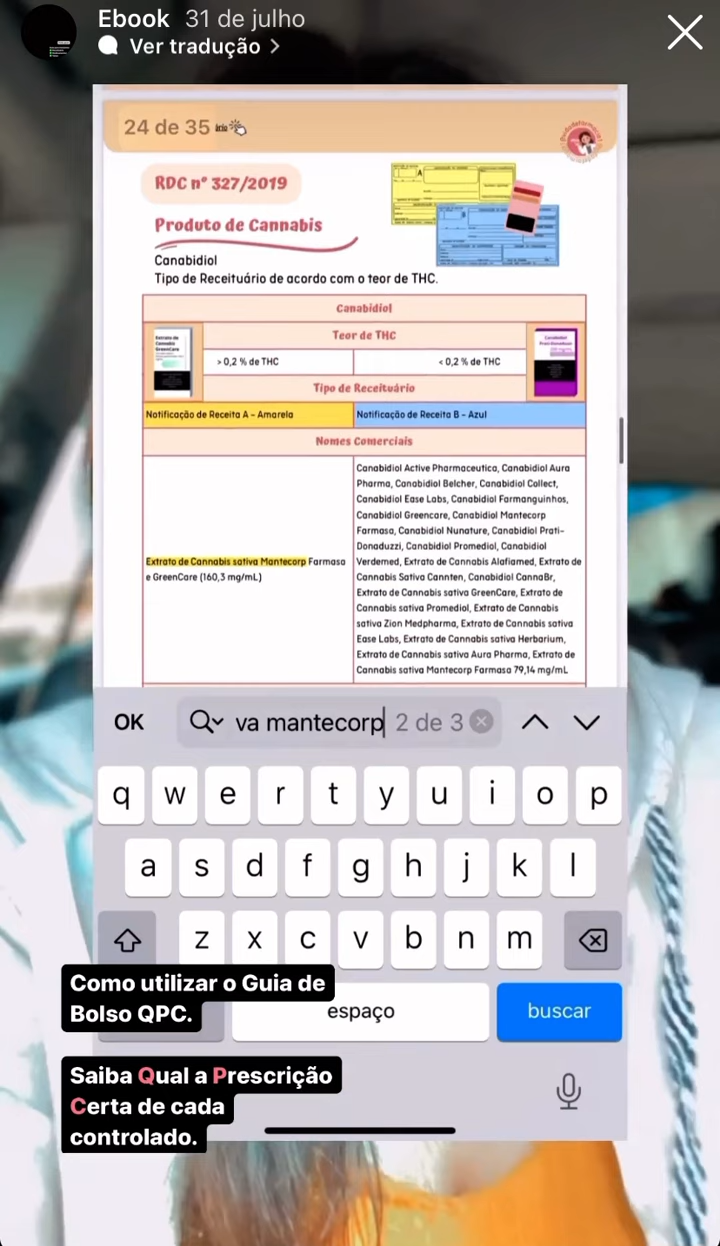 Ebook 31 de julho
Ver tradução >
24 de 35
RDC nº 327/2019
Produto de Cannabis
Canabidiol
Tipo de Receituário de acordo com o teor de THC.
Canabidiol
Teor de THC
Extrato de Cannabis GreenCare
> 0,2 % de THC
< 0,2 % de THC
Canabidiol Prati-Donaduzzi
Tipo de Receituário
Notificação de Receita A - Amarela
Notificação de Receita B - Azul
Nomes Comerciais
Extrato de Cannabis sativa Mantecorp Farmasa
e GreenCare (160,3 mg/mL)
Canabidiol Active Pharmaceutica, Canabidiol Aura
Pharma, Canabidiol Belcher, Canabidiol Collect,
Canabidiol Ease Labs, Canabidiol Farmanguinhos,
Canabidiol Greencare, Canabidiol Mantecorp
Farmasa, Canabidiol Nunature, Canabidiol Prati-
Donaduzzi, Canabidiol Promediol, Canabidiol
Verdemed, Extrato de Cannabis Alafiamed, Extrato de
Cannabis Sativa Cannten, Canabidiol CannaBr,
Extrato de Cannabis sativa GreenCare, Extrato de
Cannabis sativa Promediol, Extrato de Cannabis
sativa Zion Medpharma, Extrato de Cannabis sativa
Ease Labs, Extrato de Cannabis sativa Herbarium,
Extrato de Cannabis sativa Aura Pharma, Extrato de
Cannabis sativa Mantecorp Farmasa 79,14 mg/mL
OK
va mantecorp 2 de 3
q w e r t y u i o p
a s d f g h j k l
z x c v b n m
espaço
buscar
Como utilizar o Guia de
Bolso QPC.
Saiba Qual a Prescrição
Certa de cada
controlado.